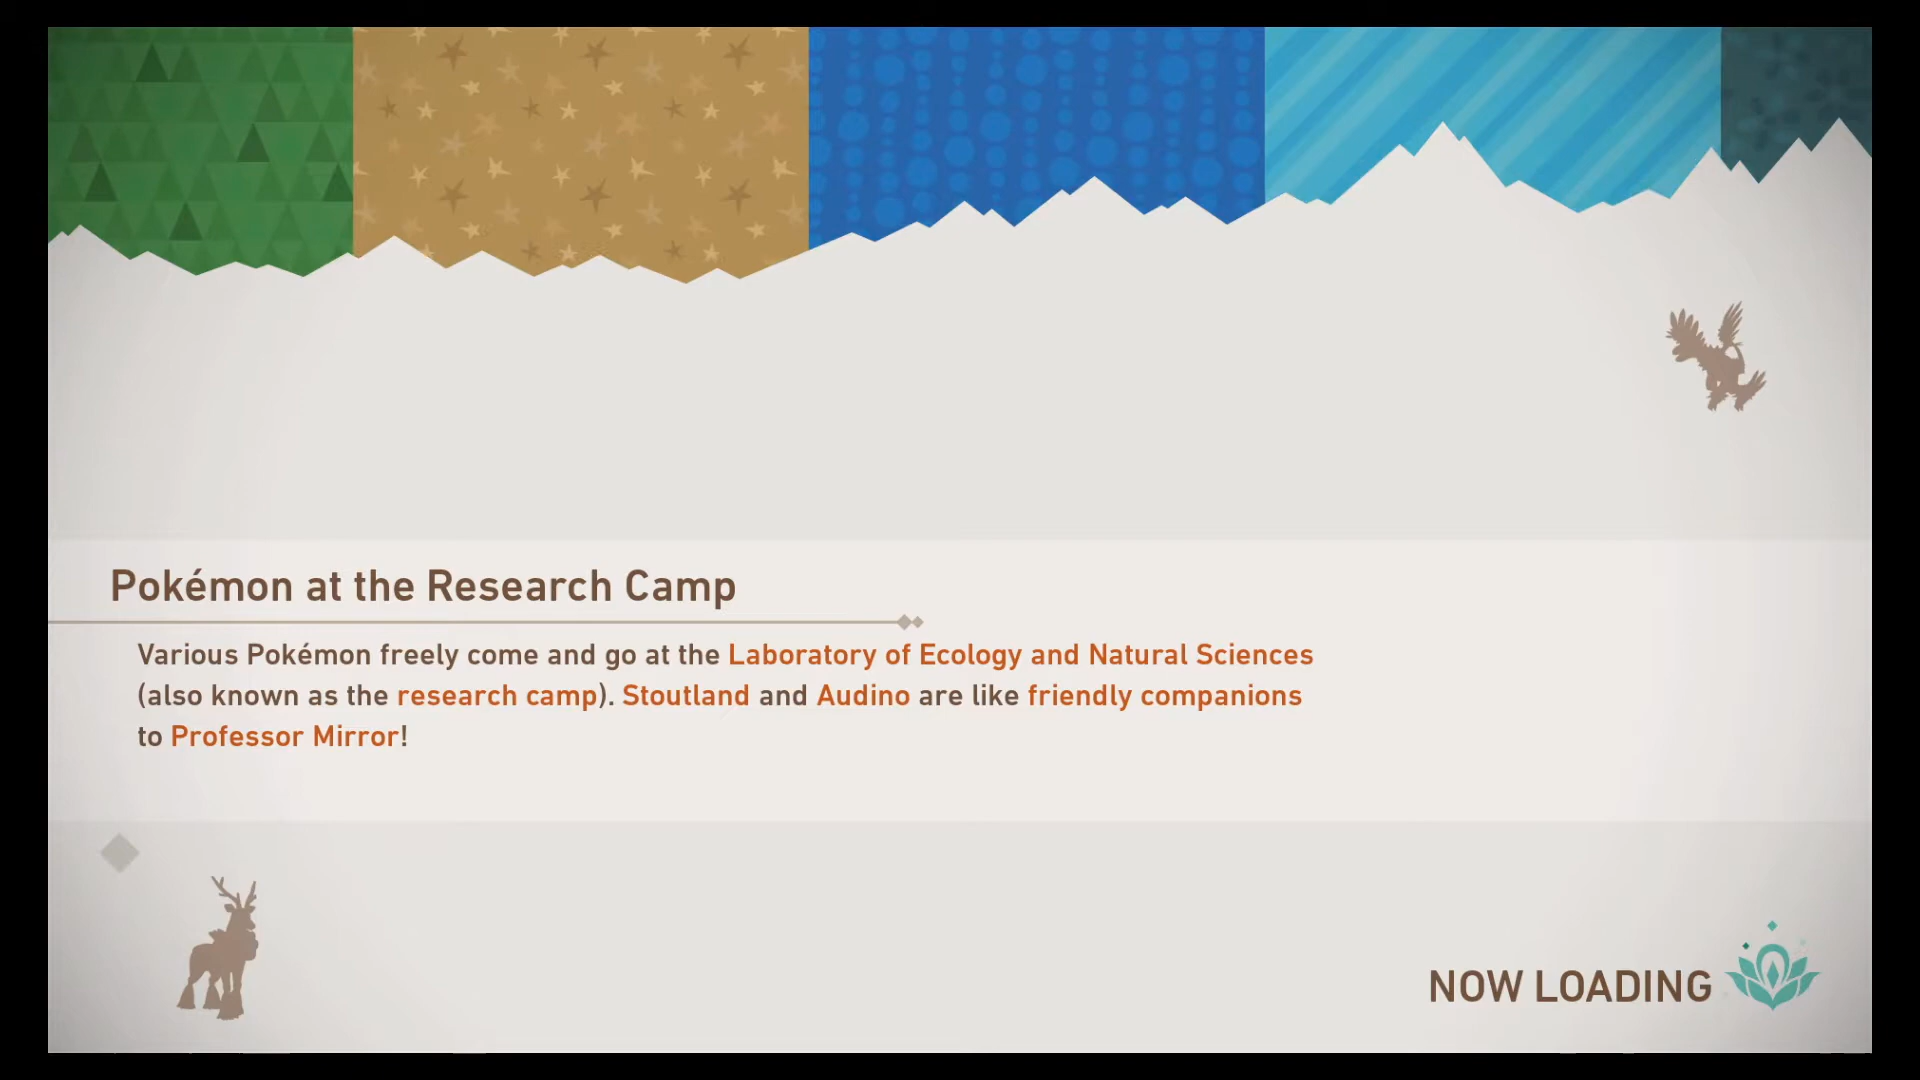 Pokémon at the Research Camp
Various Pokémon freely come and go at the Laboratory of Ecology and Natural Sciences
(also known as the research camp). Stoutland and Audino are like friendly companions
to Professor Mirror!
NOW LOADING